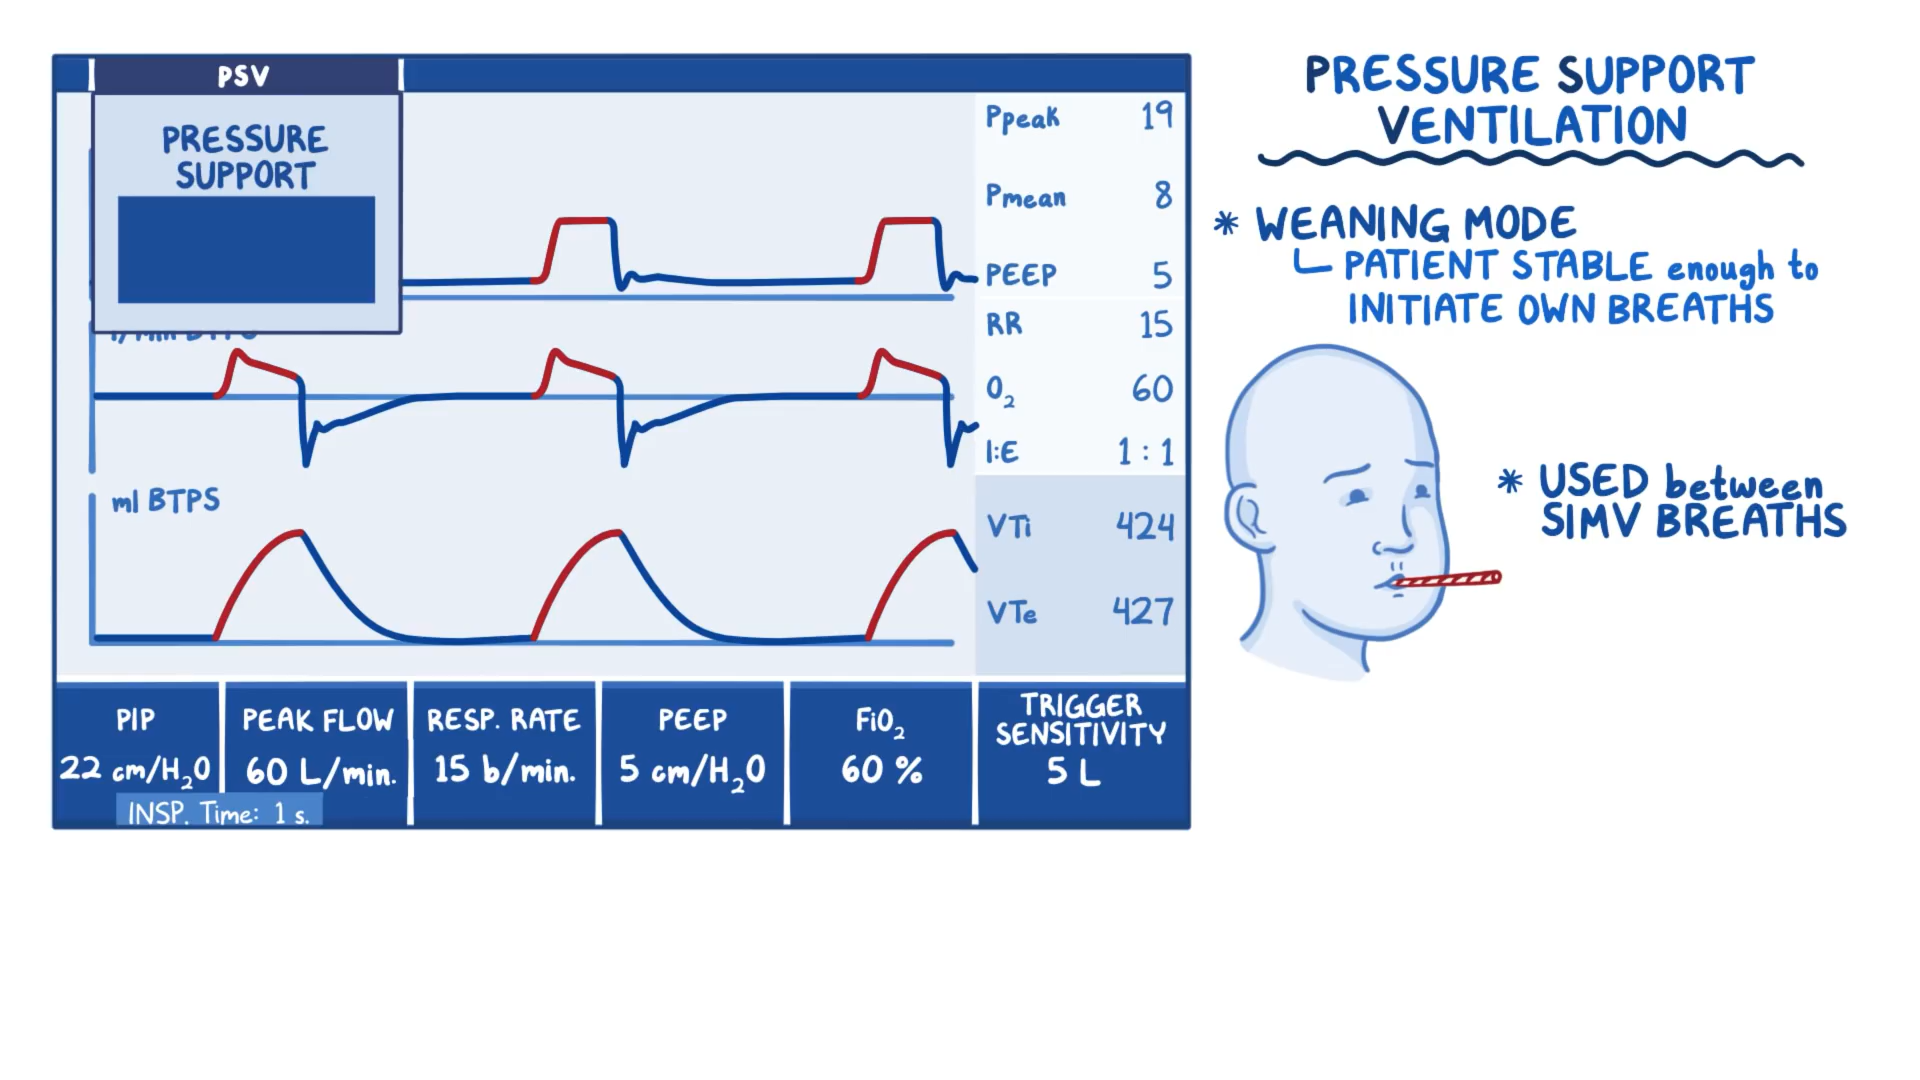 PSV
PRESSURE
SUPPORT
ml BTPS
Ppeak 19
Pmean 8
PEEP 5
RR 15
O₂ 60
I:E 1 : 1
VTi 424
VTe 427
PIP
22 cm/H₂O
INSP. Time: 1 s.
PEAK FLOW
60 L/min.
RESP. RATE
15 b/min.
PEEP
5 cm/H₂O
FiO₂
60 %
TRIGGER
SENSITIVITY
5 L
PRESSURE SUPPORT
VENTILATION
* WEANING MODE
PATIENT STABLE enough to
INITIATE OWN BREATHS
* USED between
SIMV BREATHS